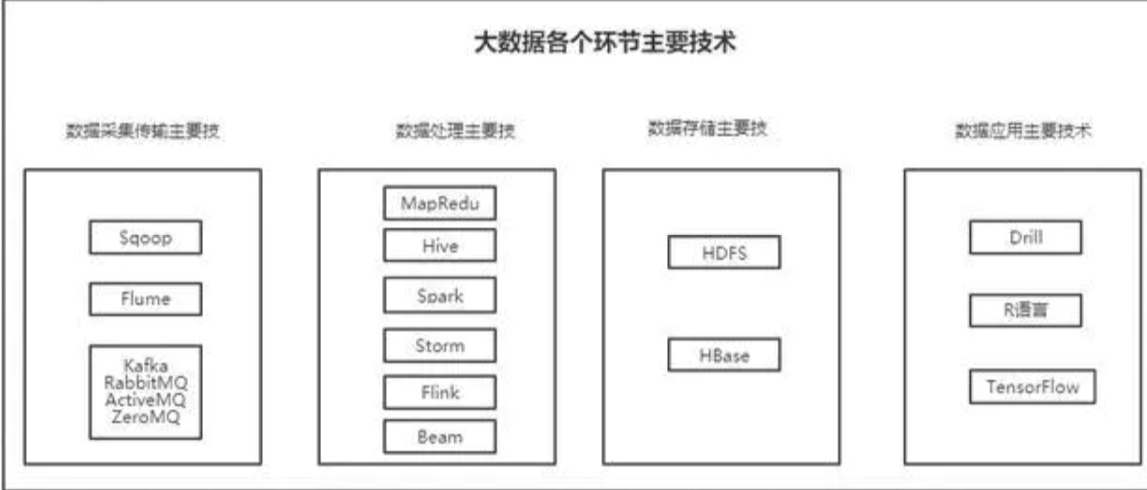 大数据各个环节主要技术
数据采集传输主要技
Sqoop
Flume
Kafka
RabbitMQ
ActiveMQ
ZeroMQ
数据处理主要技
MapRedu
Hive
Spark
Storm
Flink
Beam
数据存储主要技
HDFS
HBase
数据应用主要技术
Drill
R语言
TensorFlow